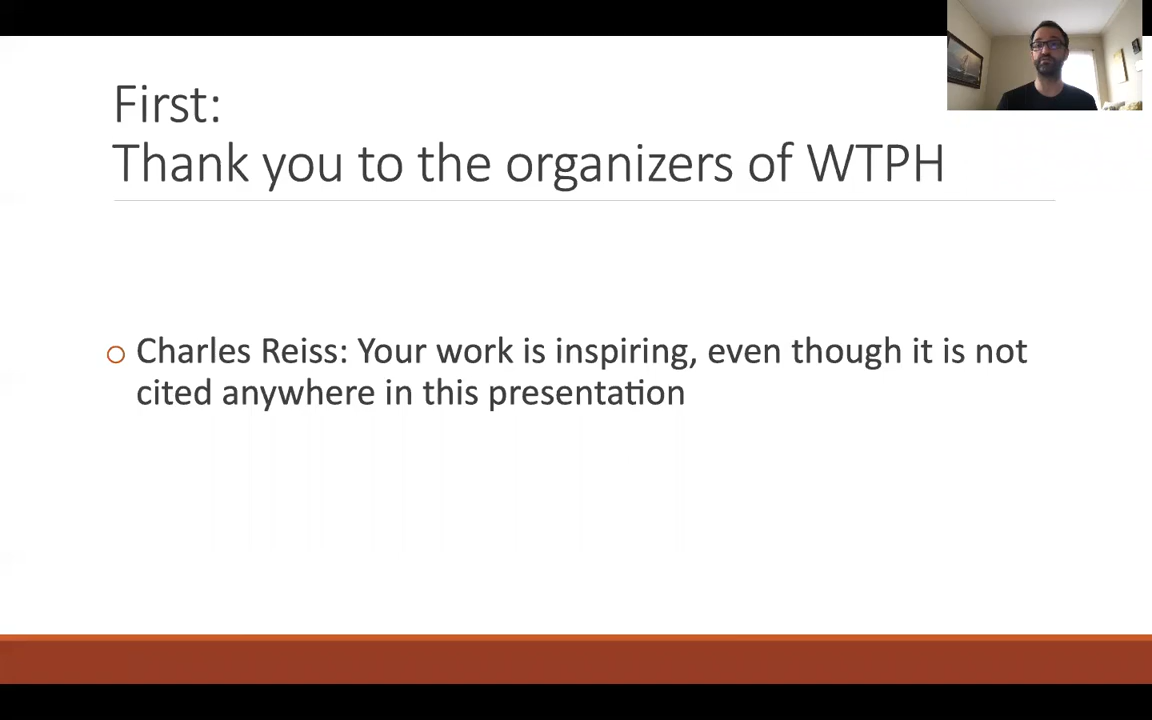 First:
Thank you to the organizers of WTPH
Charles Reiss: Your work is inspiring, even though it is not
cited anywhere in this presentation